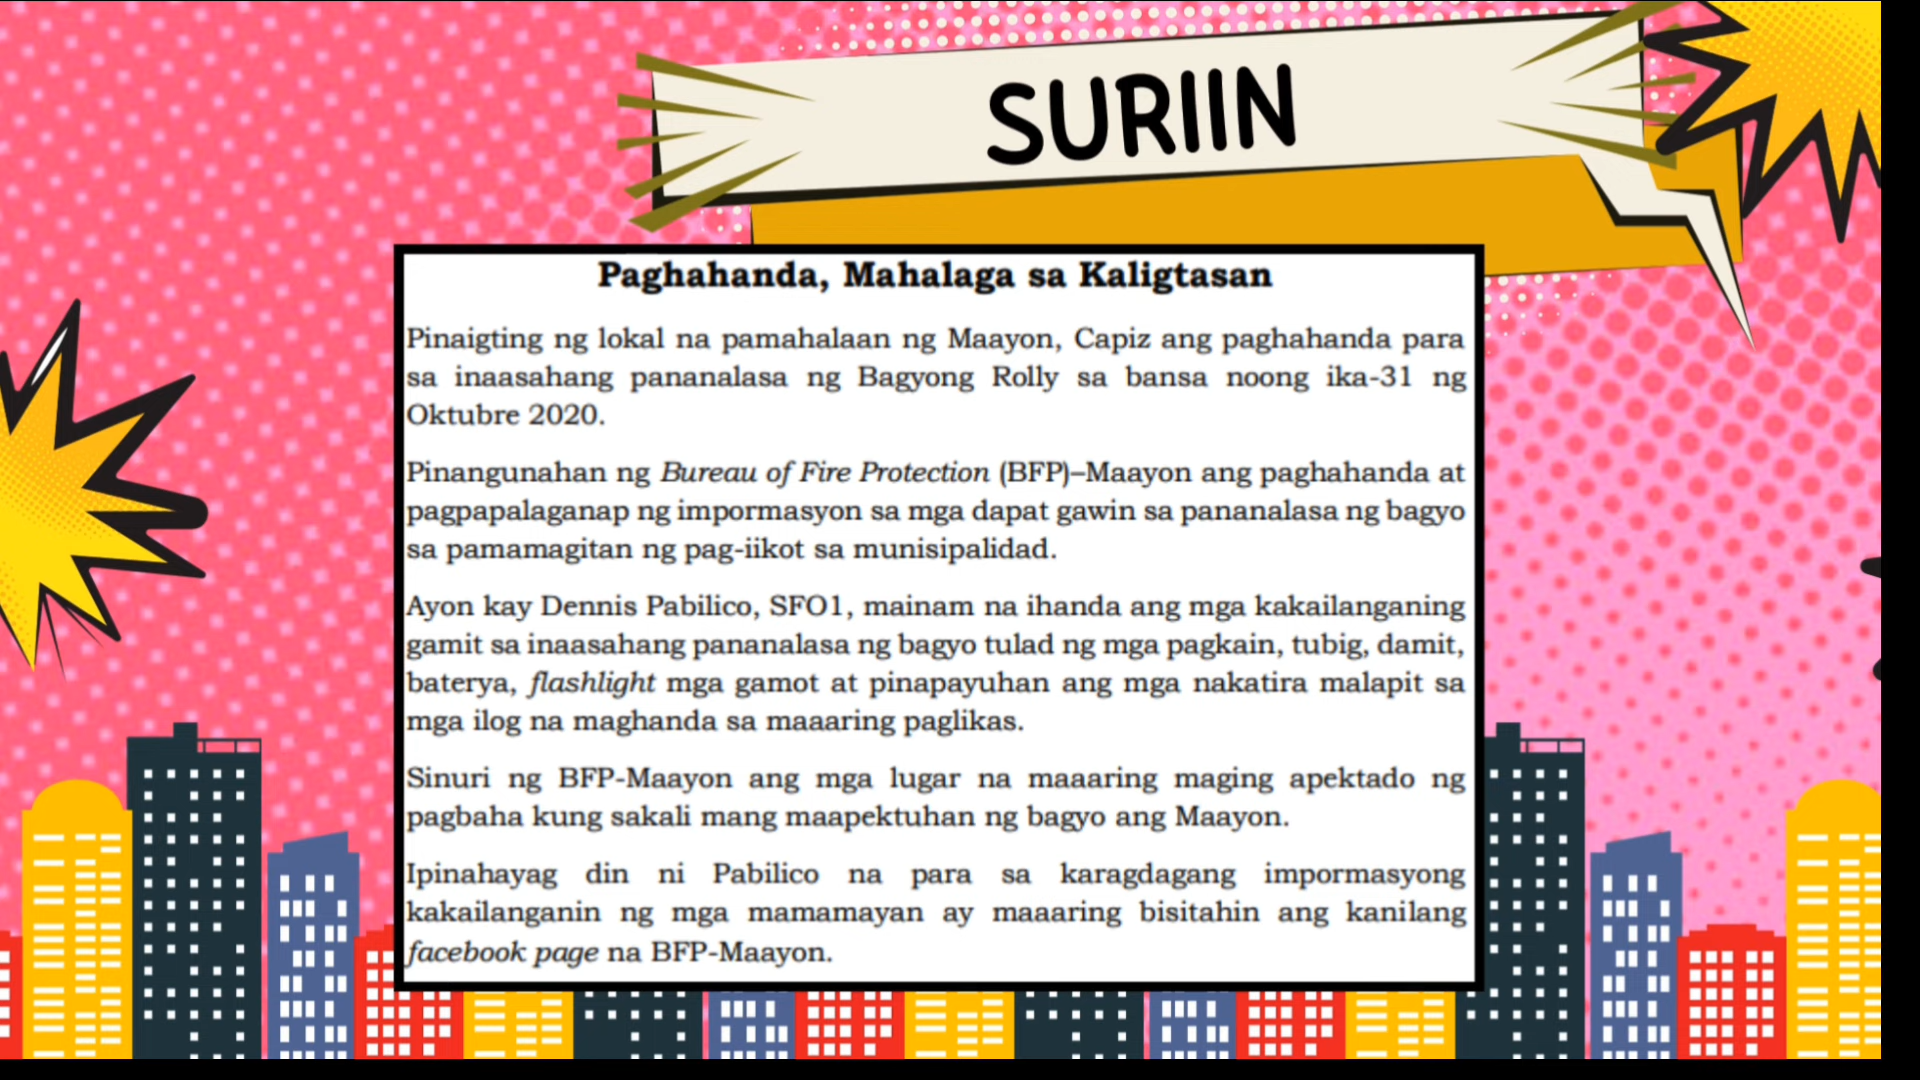 SURIIN
Paghahanda, Mahalaga sa Kaligtasan
Pinaigting ng lokal na pamahalaan ng Maayon, Capiz ang paghahanda para
sa inaasahang pananalasa ng Bagyong Rolly sa bansa noong ika-31 ng
Oktubre 2020.
Pinangunahan ng Bureau of Fire Protection (BFP)–Maayon ang paghahanda at
pagpapalaganap ng impormasyon sa mga dapat gawin sa pananalasa ng bagyo
sa pamamagitan ng pag-iikot sa munisipalidad.
Ayon kay Dennis Pabilico, SFO1, mainam na ihanda ang mga kakailanganing
gamit sa inaasahang pananalasa ng bagyo tulad ng mga pagkain, tubig, damit,
baterya, flashlight mga gamot at pinapayuhan ang mga nakatira malapit sa
mga ilog na maghanda sa maaaring paglikas.
Sinuri ng BFP-Maayon ang mga lugar na maaaring maging apektado ng
pagbaha kung sakali mang maapektuhan ng bagyo ang Maayon.
Ipinahayag din ni Pabilico na para sa karagdagang impormasyong
kakailanganin ng mga mamamayan ay maaaring bisitahin ang kanilang
facebook page na BFP-Maayon.